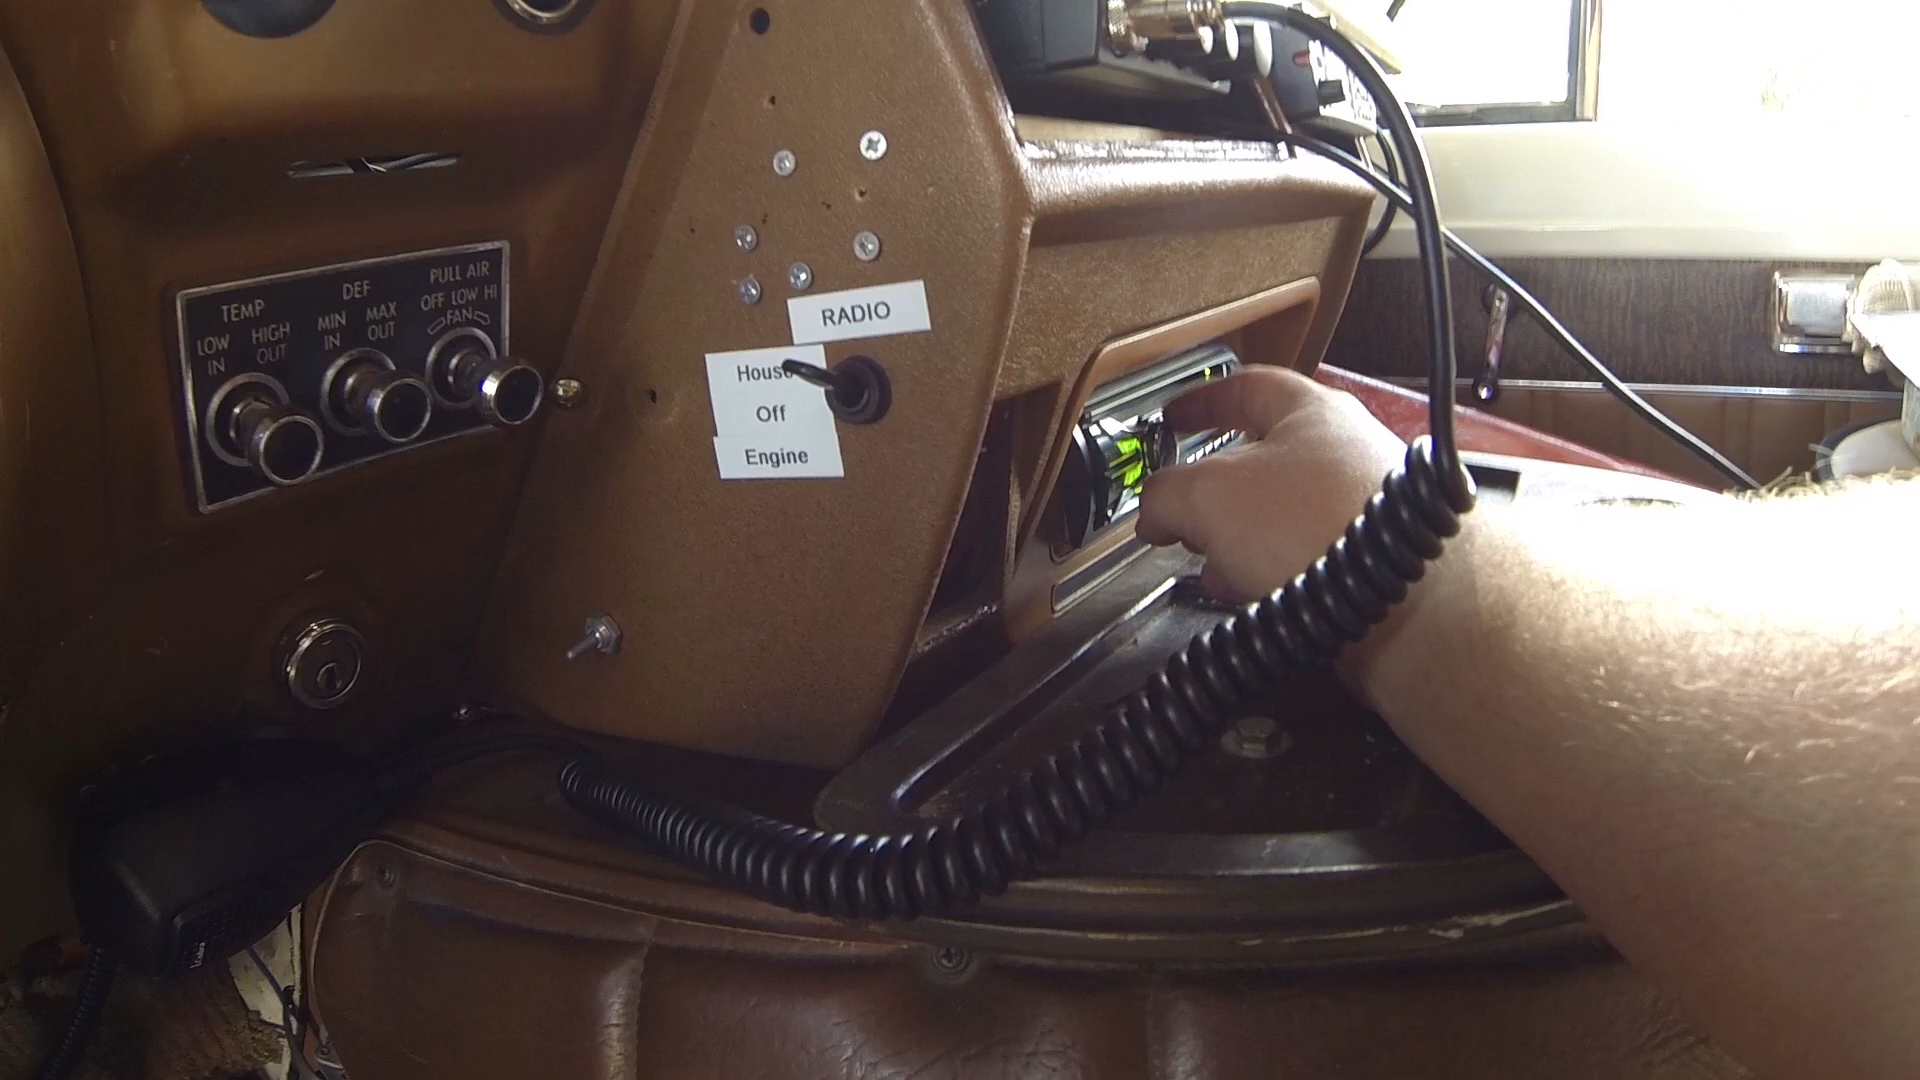 TEMP
LOW
IN
HIGH
OUT
DEF
MIN
IN
MAX
OUT
PULL AIR
OFF LOW HI
FAN
RADIO
House
Off
Engine